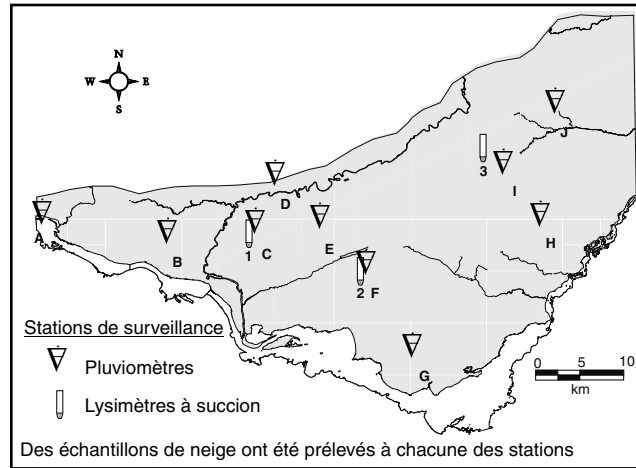 N
W E
S
A
B
C
D
E
F
G
H
I
J
1
2
3
Stations de surveillance
Pluviomètres
Lysimètres à succion
0 5 10
km
Des échantillons de neige ont été prelevés à chacune des stations